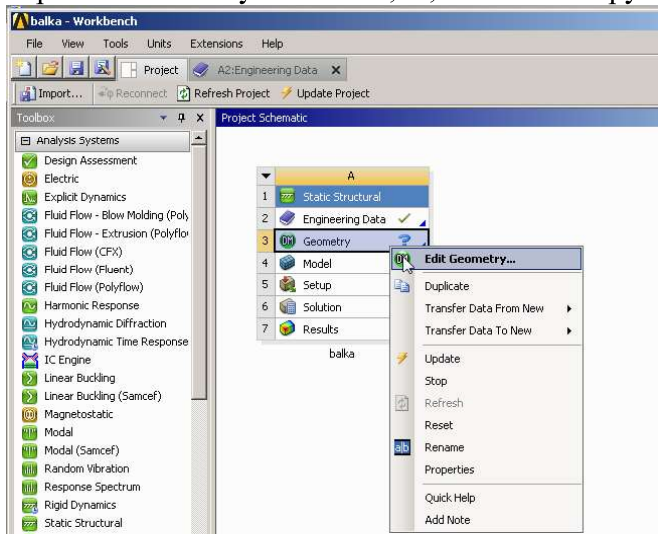 balka - Workbench
File View Tools Units Extensions Help
Project A2:Engineering Data
Import... Reconnect Refresh Project Update Project
Toolbox
Project Schematic
Analysis Systems
Design Assessment
Electric
Explicit Dynamics
Fluid Flow - Blow Molding (Poly
Fluid Flow - Extrusion (Polyflo
Fluid Flow (CFX)
Fluid Flow (Fluent)
Fluid Flow (Polyflow)
Harmonic Response
Hydrodynamic Diffraction
Hydrodynamic Time Response
IC Engine
Linear Buckling
Linear Buckling (Samcef)
Magnetostatic
Modal
Modal (Samcef)
Random Vibration
Response Spectrum
Rigid Dynamics
Static Structural
A
1 Static Structural
2 Engineering Data
3 Geometry
4 Model
5 Setup
6 Solution
7 Results
balka
Edit Geometry...
Duplicate
Transfer Data From New
Transfer Data To New
Update
Stop
Refresh
Reset
Rename
Properties
Quick Help
Add Note